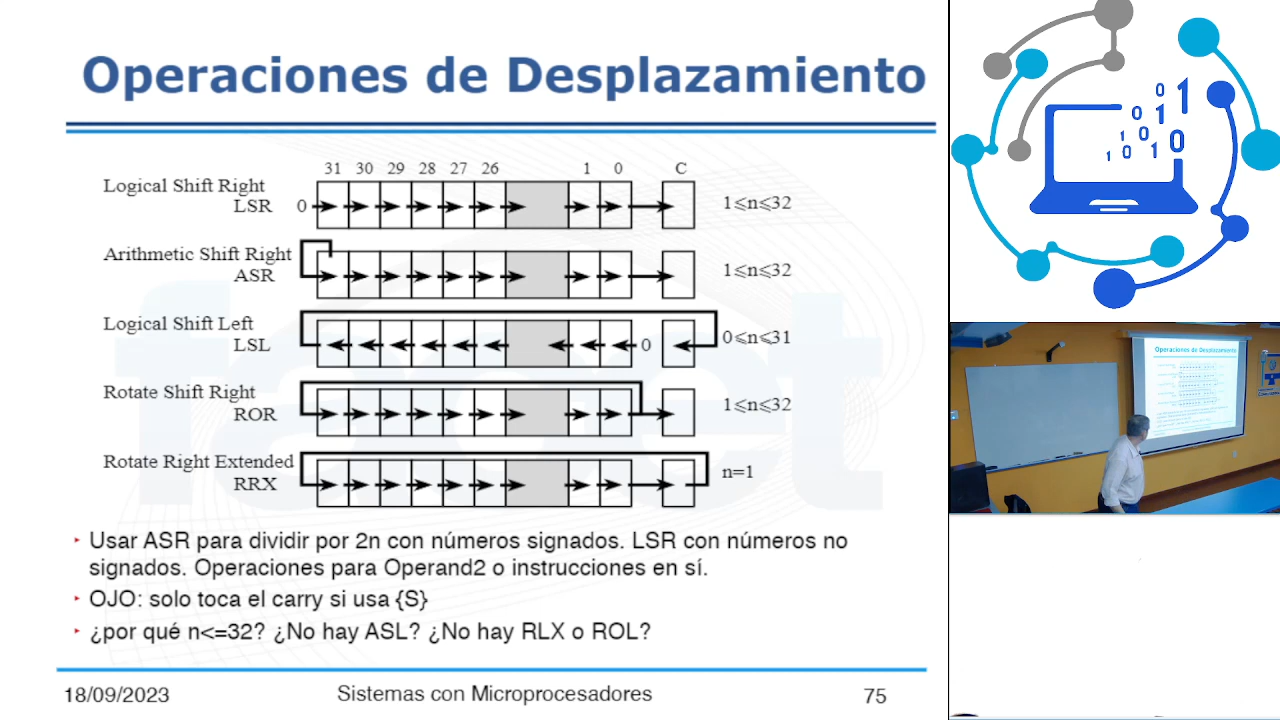 Operaciones de Desplazamiento
31 30 29 28 27 26 1 0 C
Logical Shift Right
LSR 0 1⩽n⩽32
Arithmetic Shift Right
ASR 1⩽n⩽32
Logical Shift Left
LSL 0 0⩽n⩽31
Rotate Shift Right
ROR 1⩽n⩽32
Rotate Right Extended
RRX n=1
Usar ASR para dividir por 2n con números signados. LSR con números no
signados. Operaciones para Operand2 o instrucciones en sí.
OJO: solo toca el carry si usa {S}
¿por qué n<=32? ¿No hay ASL? ¿No hay RLX o ROL?
18/09/2023 Sistemas con Microprocesadores 75
0 1
0 1 1
1 0 0
1 0 1
Operaciones de Desplazamiento